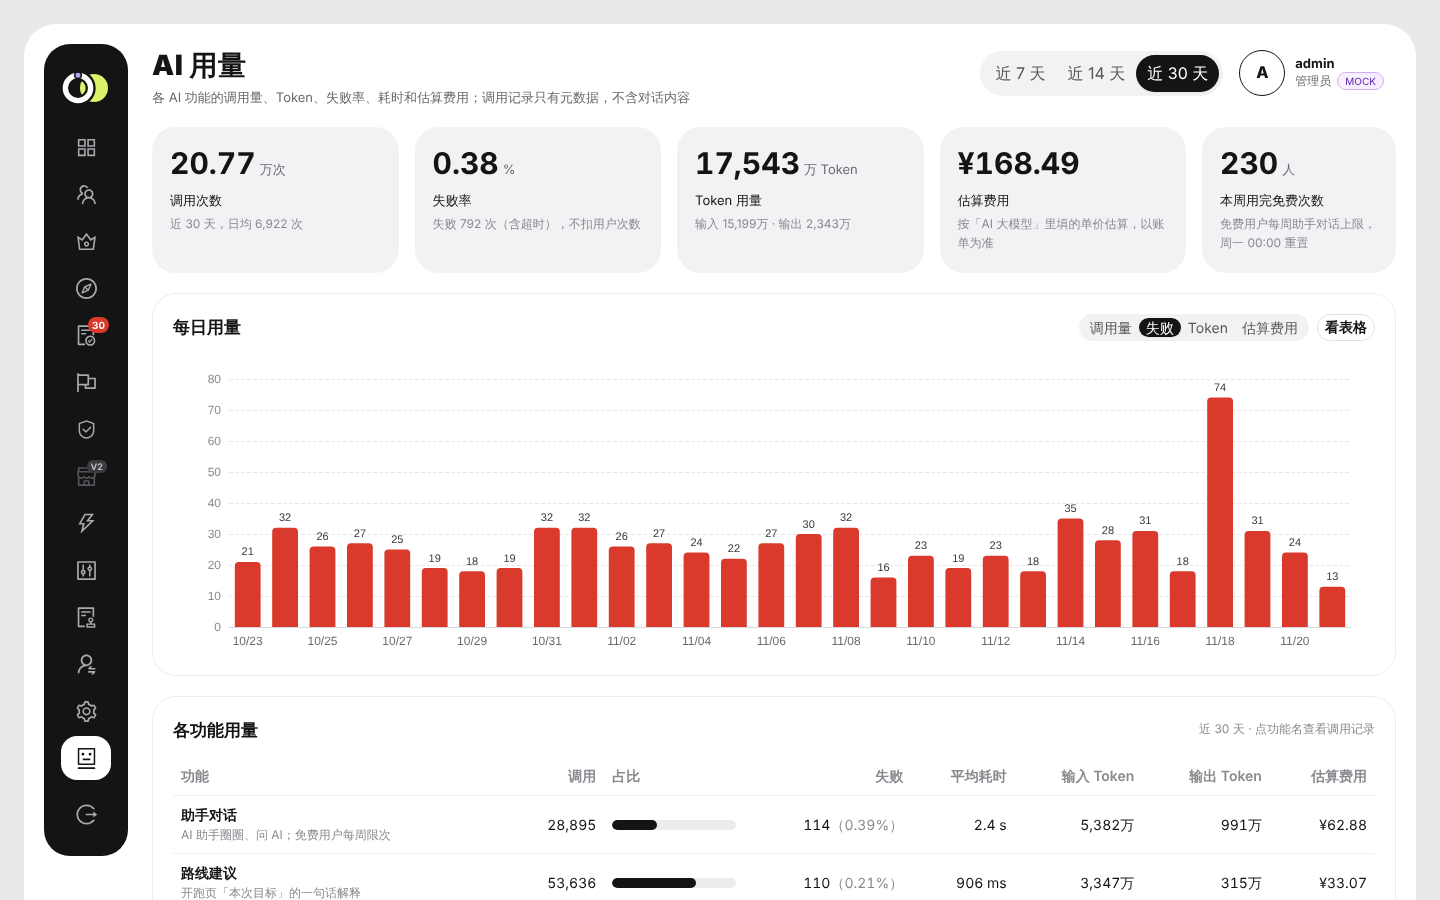 AI 用量
各 AI 功能的调用量、Token、失败率、耗时和估算费用；调用记录只有元数据，不含对话内容
近 7 天 近 14 天 近 30 天
A
admin
管理员 MOCK
30
V2
20.77 万次
调用次数
近 30 天，日均 6,922 次
0.38 %
失败率
失败 792 次（含超时），不扣用户次数
17,543 万 Token
Token 用量
输入 15,199万 · 输出 2,343万
¥168.49
估算费用
按「AI 大模型」里填的单价估算，以账
单为准
230 人
本周用完免费次数
免费用户每周助手对话上限，
周一 00:00 重置
每日用量
调用量 失败 Token 估算费用 看表格
80
70
60
50
40
30
20
10
0
21 32 26 27 25 19 18 19 32 32 26 27 24 22 27 30 32 16 23 19 23 18 35 28 31 18 74 31 24 13
10/23 10/25 10/27 10/29 10/31 11/02 11/04 11/06 11/08 11/10 11/12 11/14 11/16 11/18 11/20
各功能用量
近 30 天 · 点功能名查看调用记录
功能 调用 占比 失败 平均耗时 输入 Token 输出 Token 估算费用
助手对话 28,895 114（0.39%） 2.4 s 5,382万 991万 ¥62.88
AI 助手圈圈、问 AI；免费用户每周限次
路线建议 53,636 110（0.21%） 906 ms 3,347万 315万 ¥33.07
开跑页「本次目标」的一句话解释